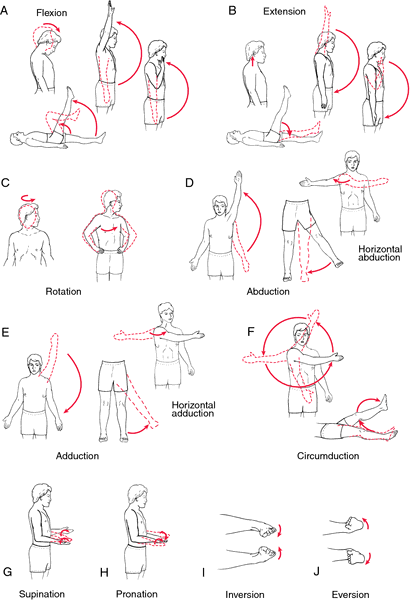 A
Flexion
B
Extension
C
Rotation
D
Abduction
Horizontal
abduction
E
Adduction
Horizontal
adduction
F
Circumduction
G
Supination
H
Pronation
I
Inversion
J
Eversion